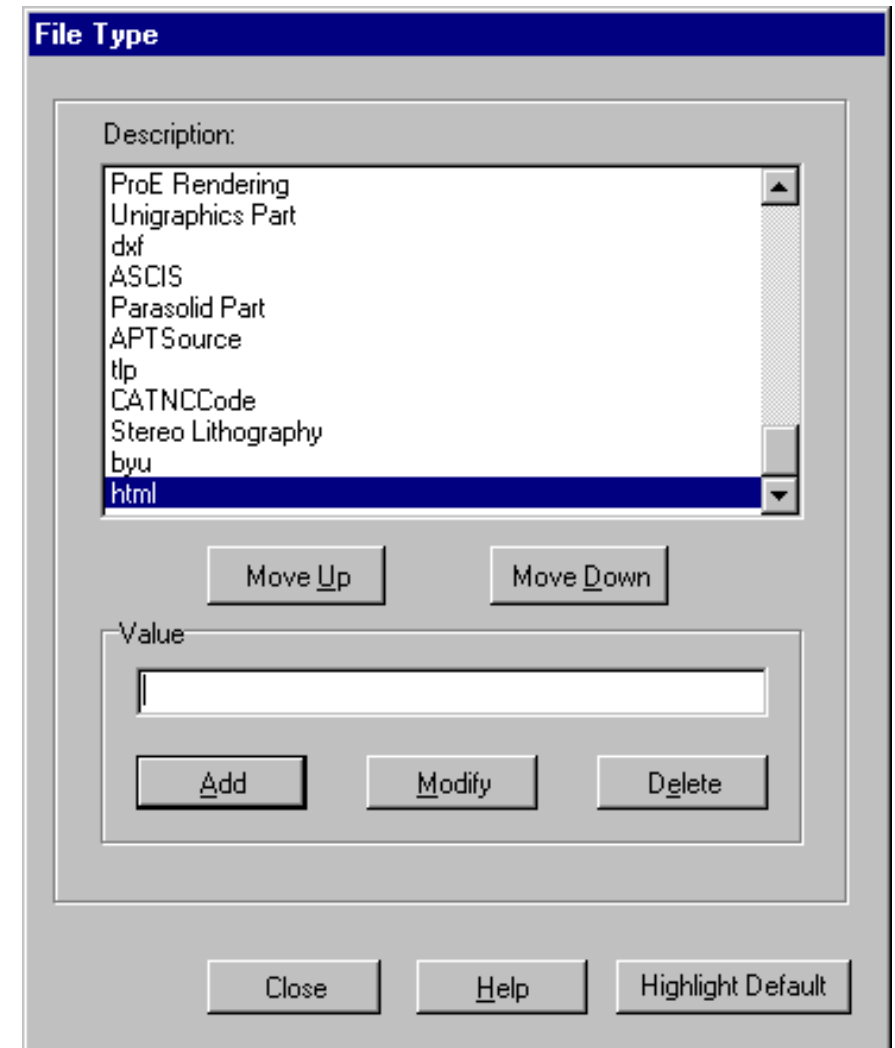 File Type
Description:
ProE Rendering
Unigraphics Part
dxf
ASCIS
Parasolid Part
APTSource
tlp
CATNCCode
Stereo Lithography
byu
html
Move Up
Move Down
Value
Add
Modify
Delete
Close
Help
Highlight Default